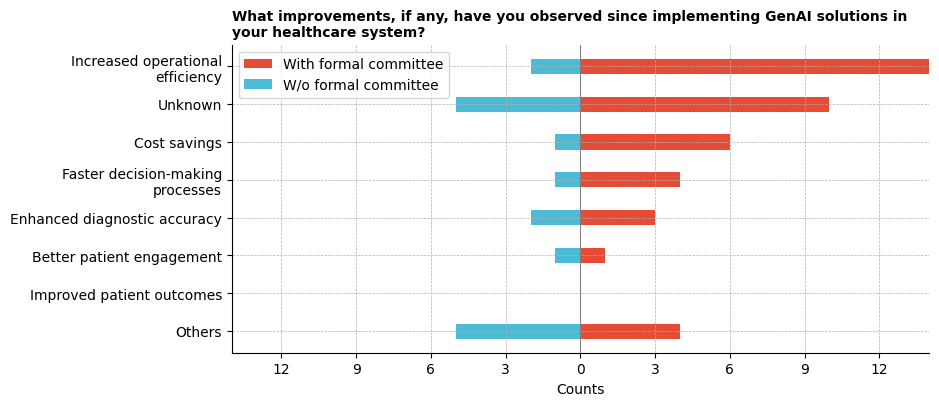 What improvements, if any, have you observed since implementing GenAI solutions in
your healthcare system?
With formal committee
W/o formal committee
Increased operational
efficiency
Unknown
Cost savings
Faster decision-making
processes
Enhanced diagnostic accuracy
Better patient engagement
Improved patient outcomes
Others
12 9 6 3 0 3 6 9 12
Counts